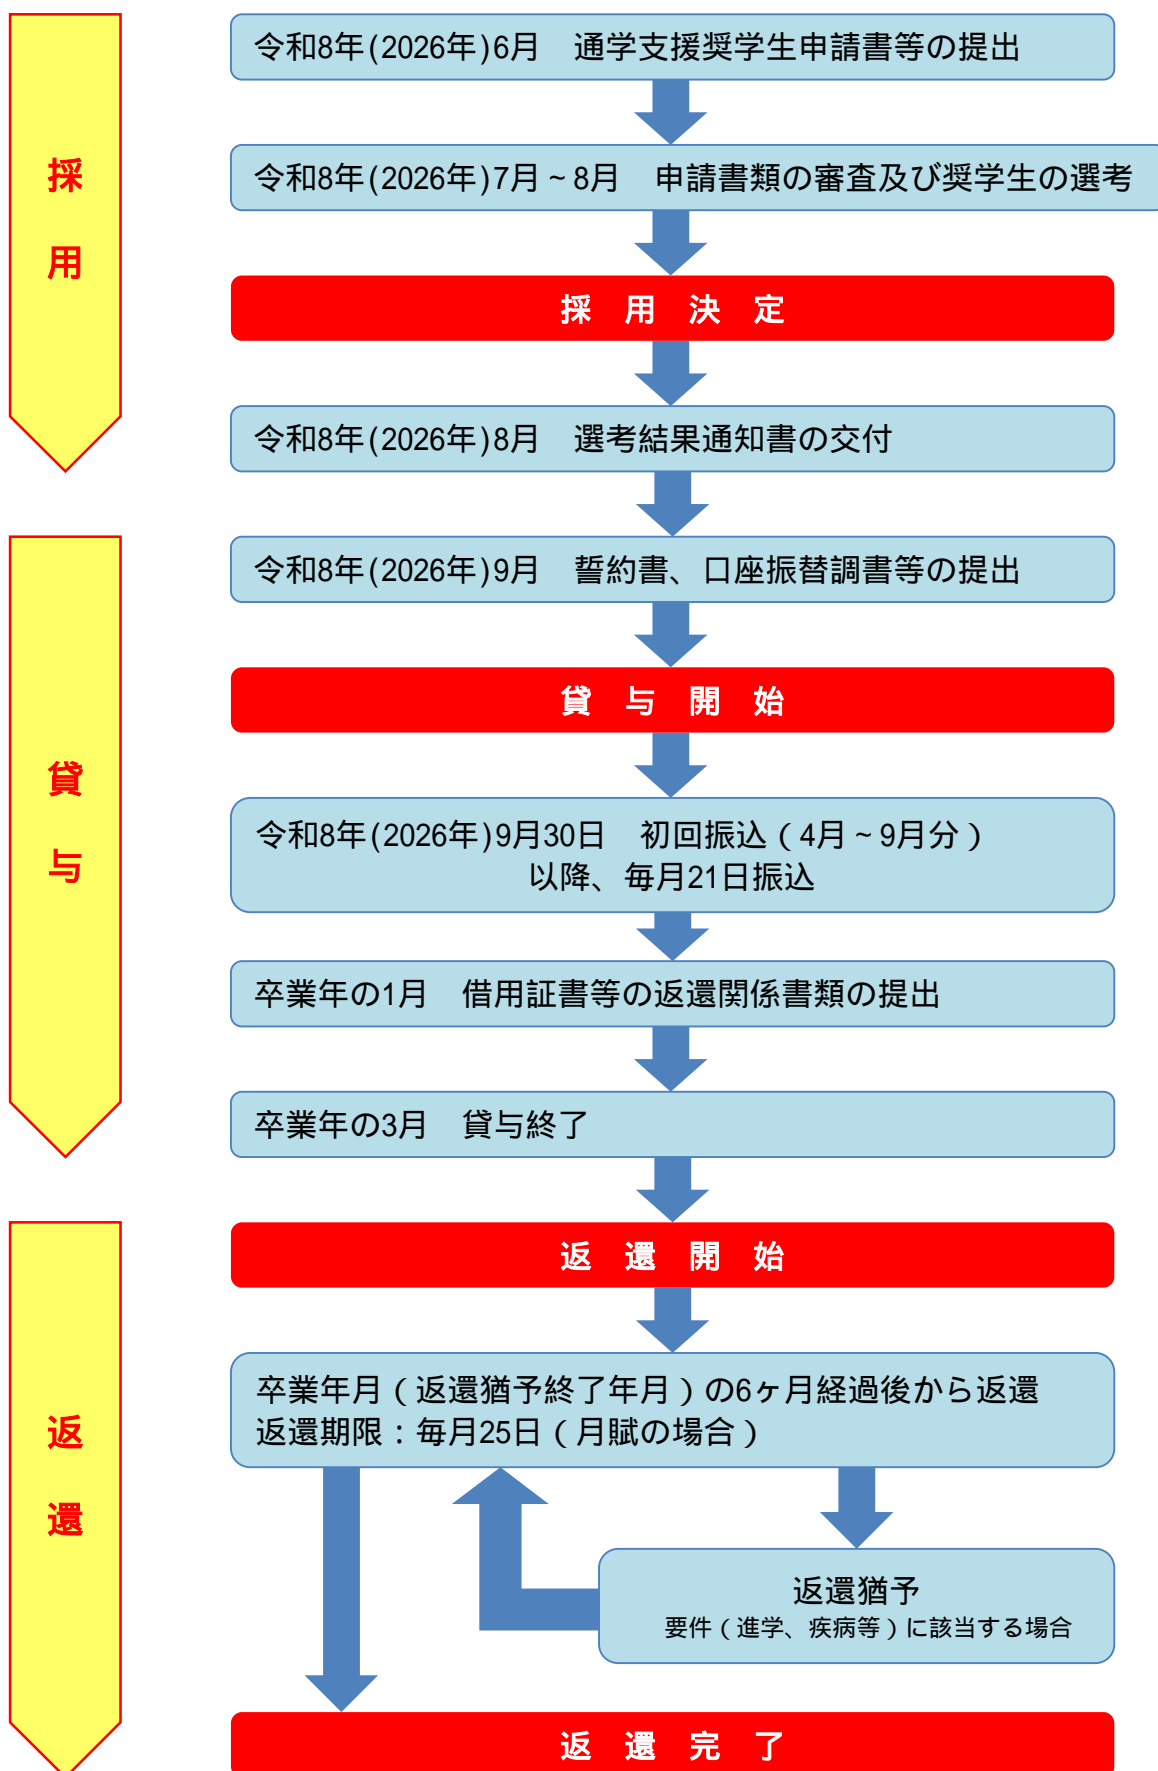 採用
令和8年(2026年)6月　通学支援奨学生申請書等の提出
令和8年(2026年)7月~8月　申請書類の審査及び奨学生の選考
採　用　決　定
令和8年(2026年)8月　選考結果通知書の交付
貸与
令和8年(2026年)9月　誓約書、口座振替調書等の提出
貸　与　開　始
令和8年(2026年)9月30日　初回振込（4月~9月分）
以降、毎月21日振込
卒業年の1月　借用証書等の返還関係書類の提出
卒業年の3月　貸与終了
返還
返　還　開　始
卒業年月（返還猶予終了年月）の6ヶ月経過後から返還
返還期限：毎月25日（月賦の場合）
返還猶予
要件（進学、疾病等）に該当する場合
返　還　完　了